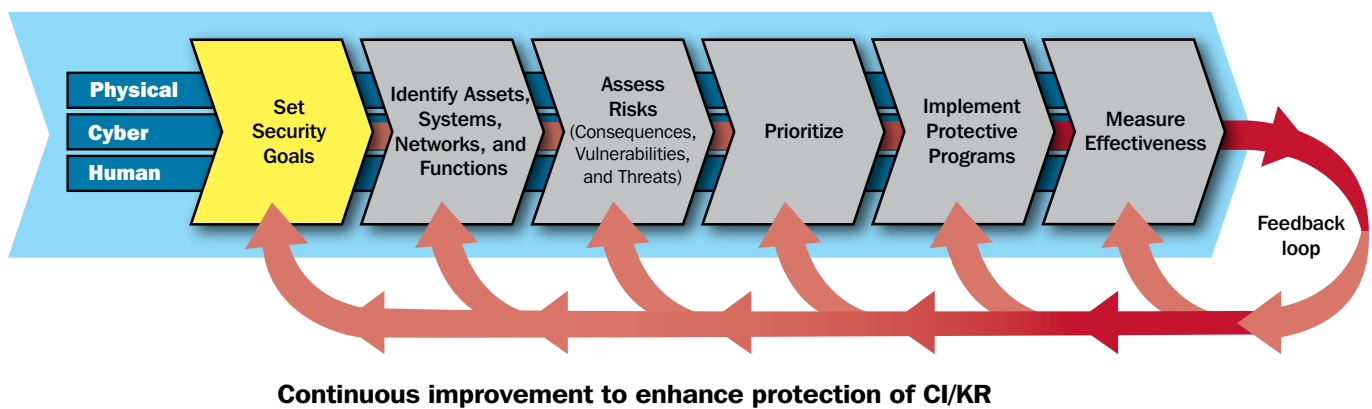 Physical
Cyber
Human
Set
Security
Goals
Identify Assets,
Systems,
Networks, and
Functions
Assess
Risks
(Consequences,
Vulnerabilities,
and Threats)
Prioritize
Implement
Protective
Programs
Measure
Effectiveness
Feedback
loop
Continuous improvement to enhance protection of CI/KR